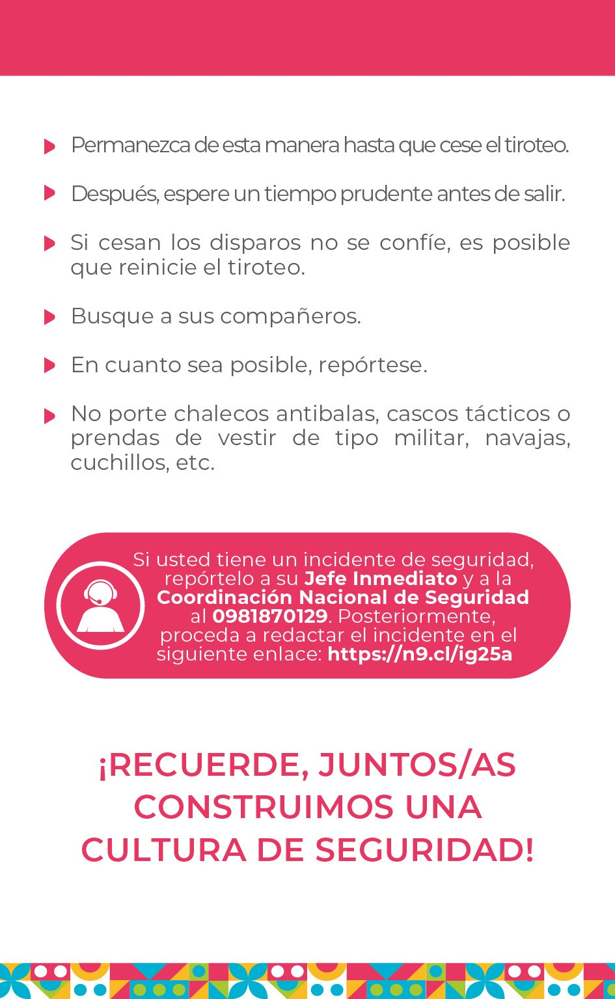 Permanezca de esta manera hasta que cese el tiroteo.
Después, espere un tiempo prudente antes de salir.
Si cesan los disparos no se confíe, es posible
que reinicie el tiroteo.
Busque a sus compañeros.
En cuanto sea posible, repórtese.
No porte chalecos antibalas, cascos tácticos o
prendas de vestir de tipo militar, navajas,
cuchillos, etc.
Si usted tiene un incidente de seguridad,
repórtelo a su Jefe Inmediato y a la
Coordinación Nacional de Seguridad
al 0981870129. Posteriormente,
proceda a redactar el incidente en el
siguiente enlace: https://n9.cl/ig25a
¡RECUERDE, JUNTOS/AS
CONSTRUIMOS UNA
CULTURA DE SEGURIDAD!